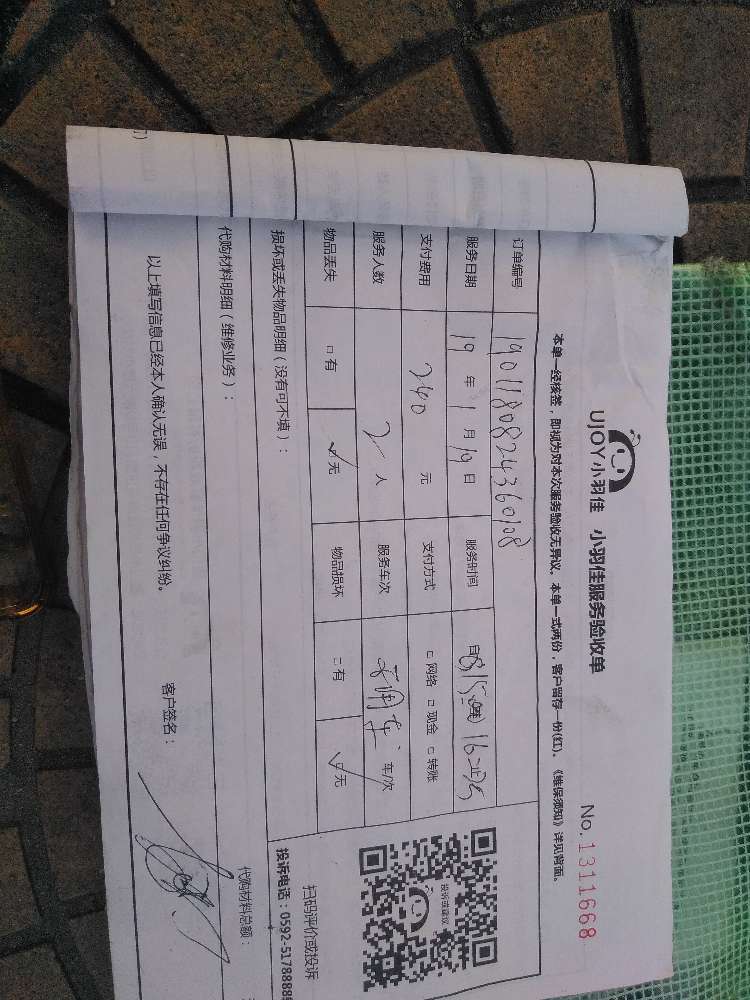 UJOY小羽佳 小羽佳服务验收单
No.1311668
本单一经核签，即视为对本次服务验收无异议。本单一式两份，客户留存一份(红)。《维保须知》详见背面。
订单编号 190118082436018
服务日期 19 年 1 月 19 日 服务时间
支付费用 240 元 支付方式 □ 网络 □ 现金 □ 转账
服务人数 2 人 服务车次 车/次
物品丢失 □ 有 ☑ 无 物品损坏 □ 有 ☑ 无
损坏或丢失物品明细（没有可不填）：
代购材料明细（维修业务）：
代购材料总额：
以上填写信息已经本人确认无误，不存在任何争议纠纷。 客户签名：
投诉或建议
扫码评价或投诉
投诉电话：0592-5178888